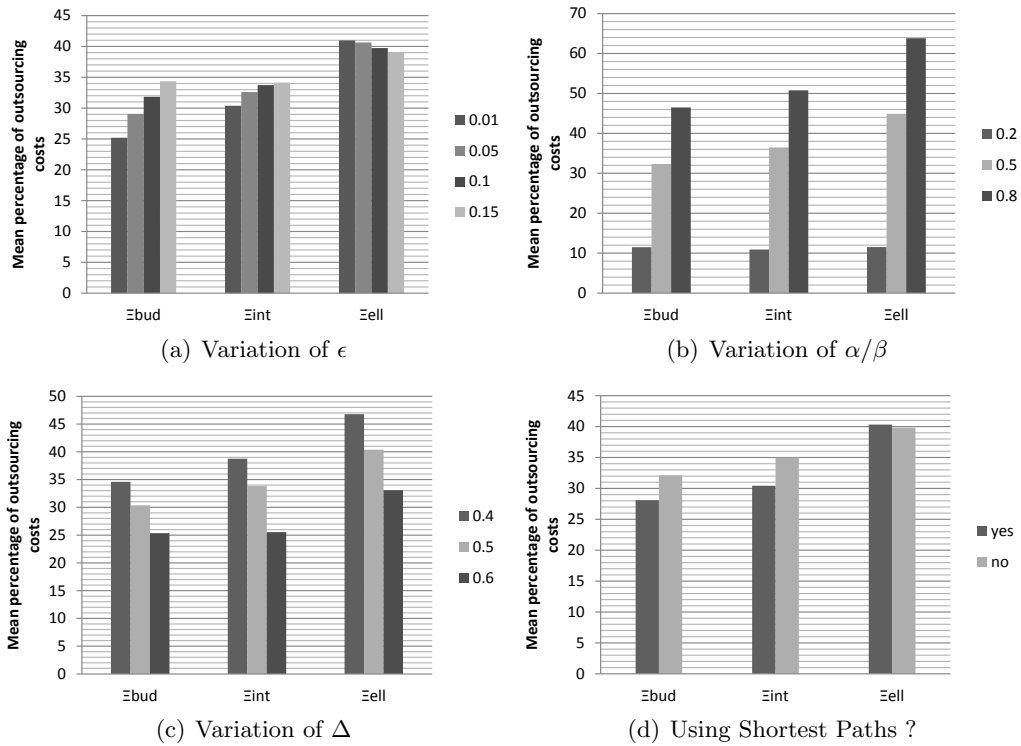 Mean percentage of outsourcing
costs
45
40
35
30
25
20
15
10
5
0
Ξbud
Ξint
Ξell
0.01
0.05
0.1
0.15
(a) Variation of ϵ
Mean percentage of outsourcing
costs
70
60
50
40
30
20
10
0
Ξbud
Ξint
Ξell
0.2
0.5
0.8
(b) Variation of α/β
Mean percentage of outsourcing
costs
50
45
40
35
30
25
20
15
10
5
0
Ξbud
Ξint
Ξell
0.4
0.5
0.6
(c) Variation of Δ
Mean percentage of outsourcing
costs
45
40
35
30
25
20
15
10
5
0
Ξbud
Ξint
Ξell
yes
no
(d) Using Shortest Paths ?